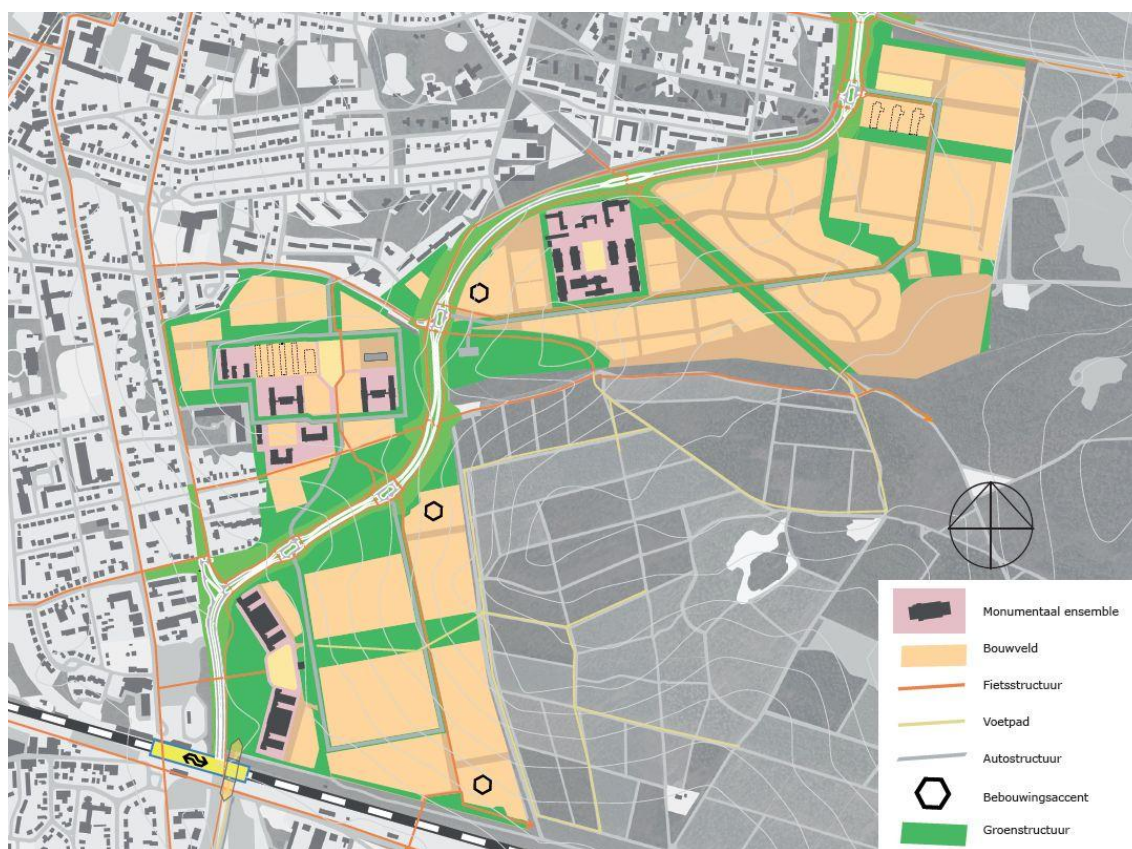 Monumentaal ensemble
Bouwveld
Fietsstructuur
Voetpad
Autostructuur
Bebouwingsaccent
Groenstructuur